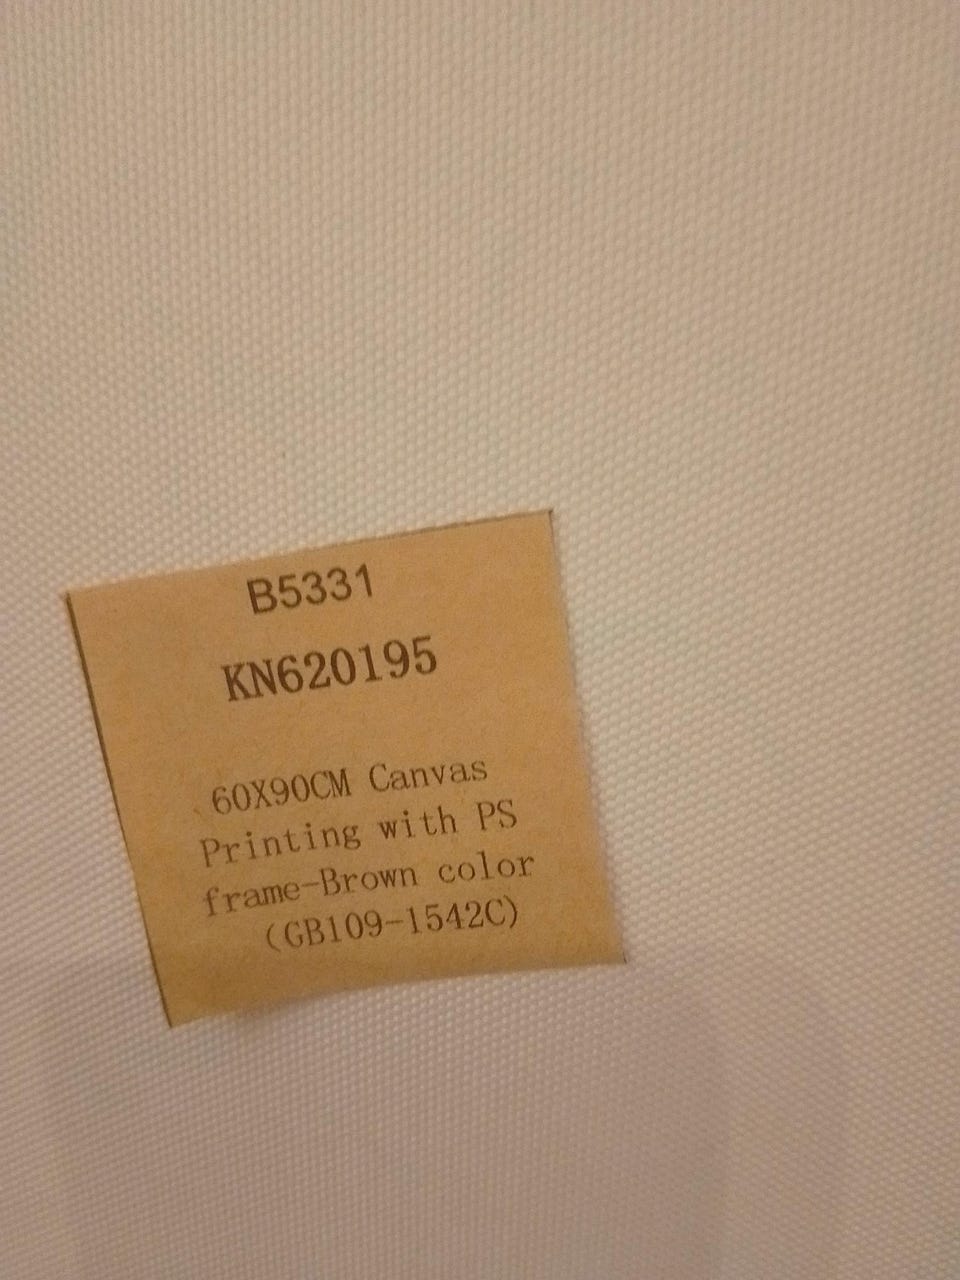 B5331
KN620195
60X90CM Canvas
Printing with PS
frame-Brown color
(GB109-1542C)